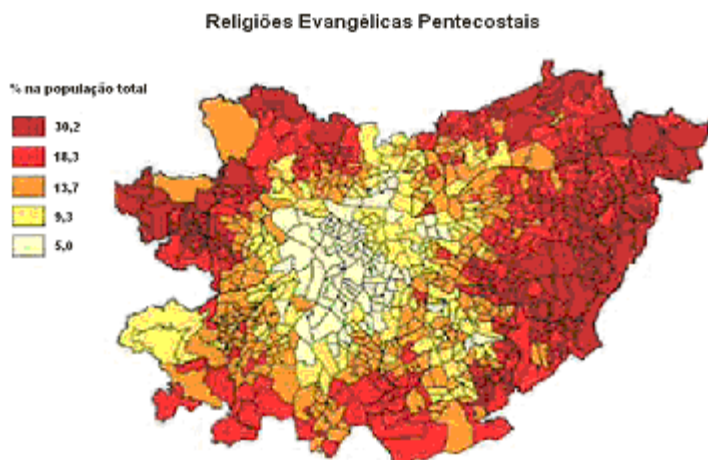 Religiões Evangélicas Pentecostais
% na população total
30,2
18,3
13,7
9,3
5,0